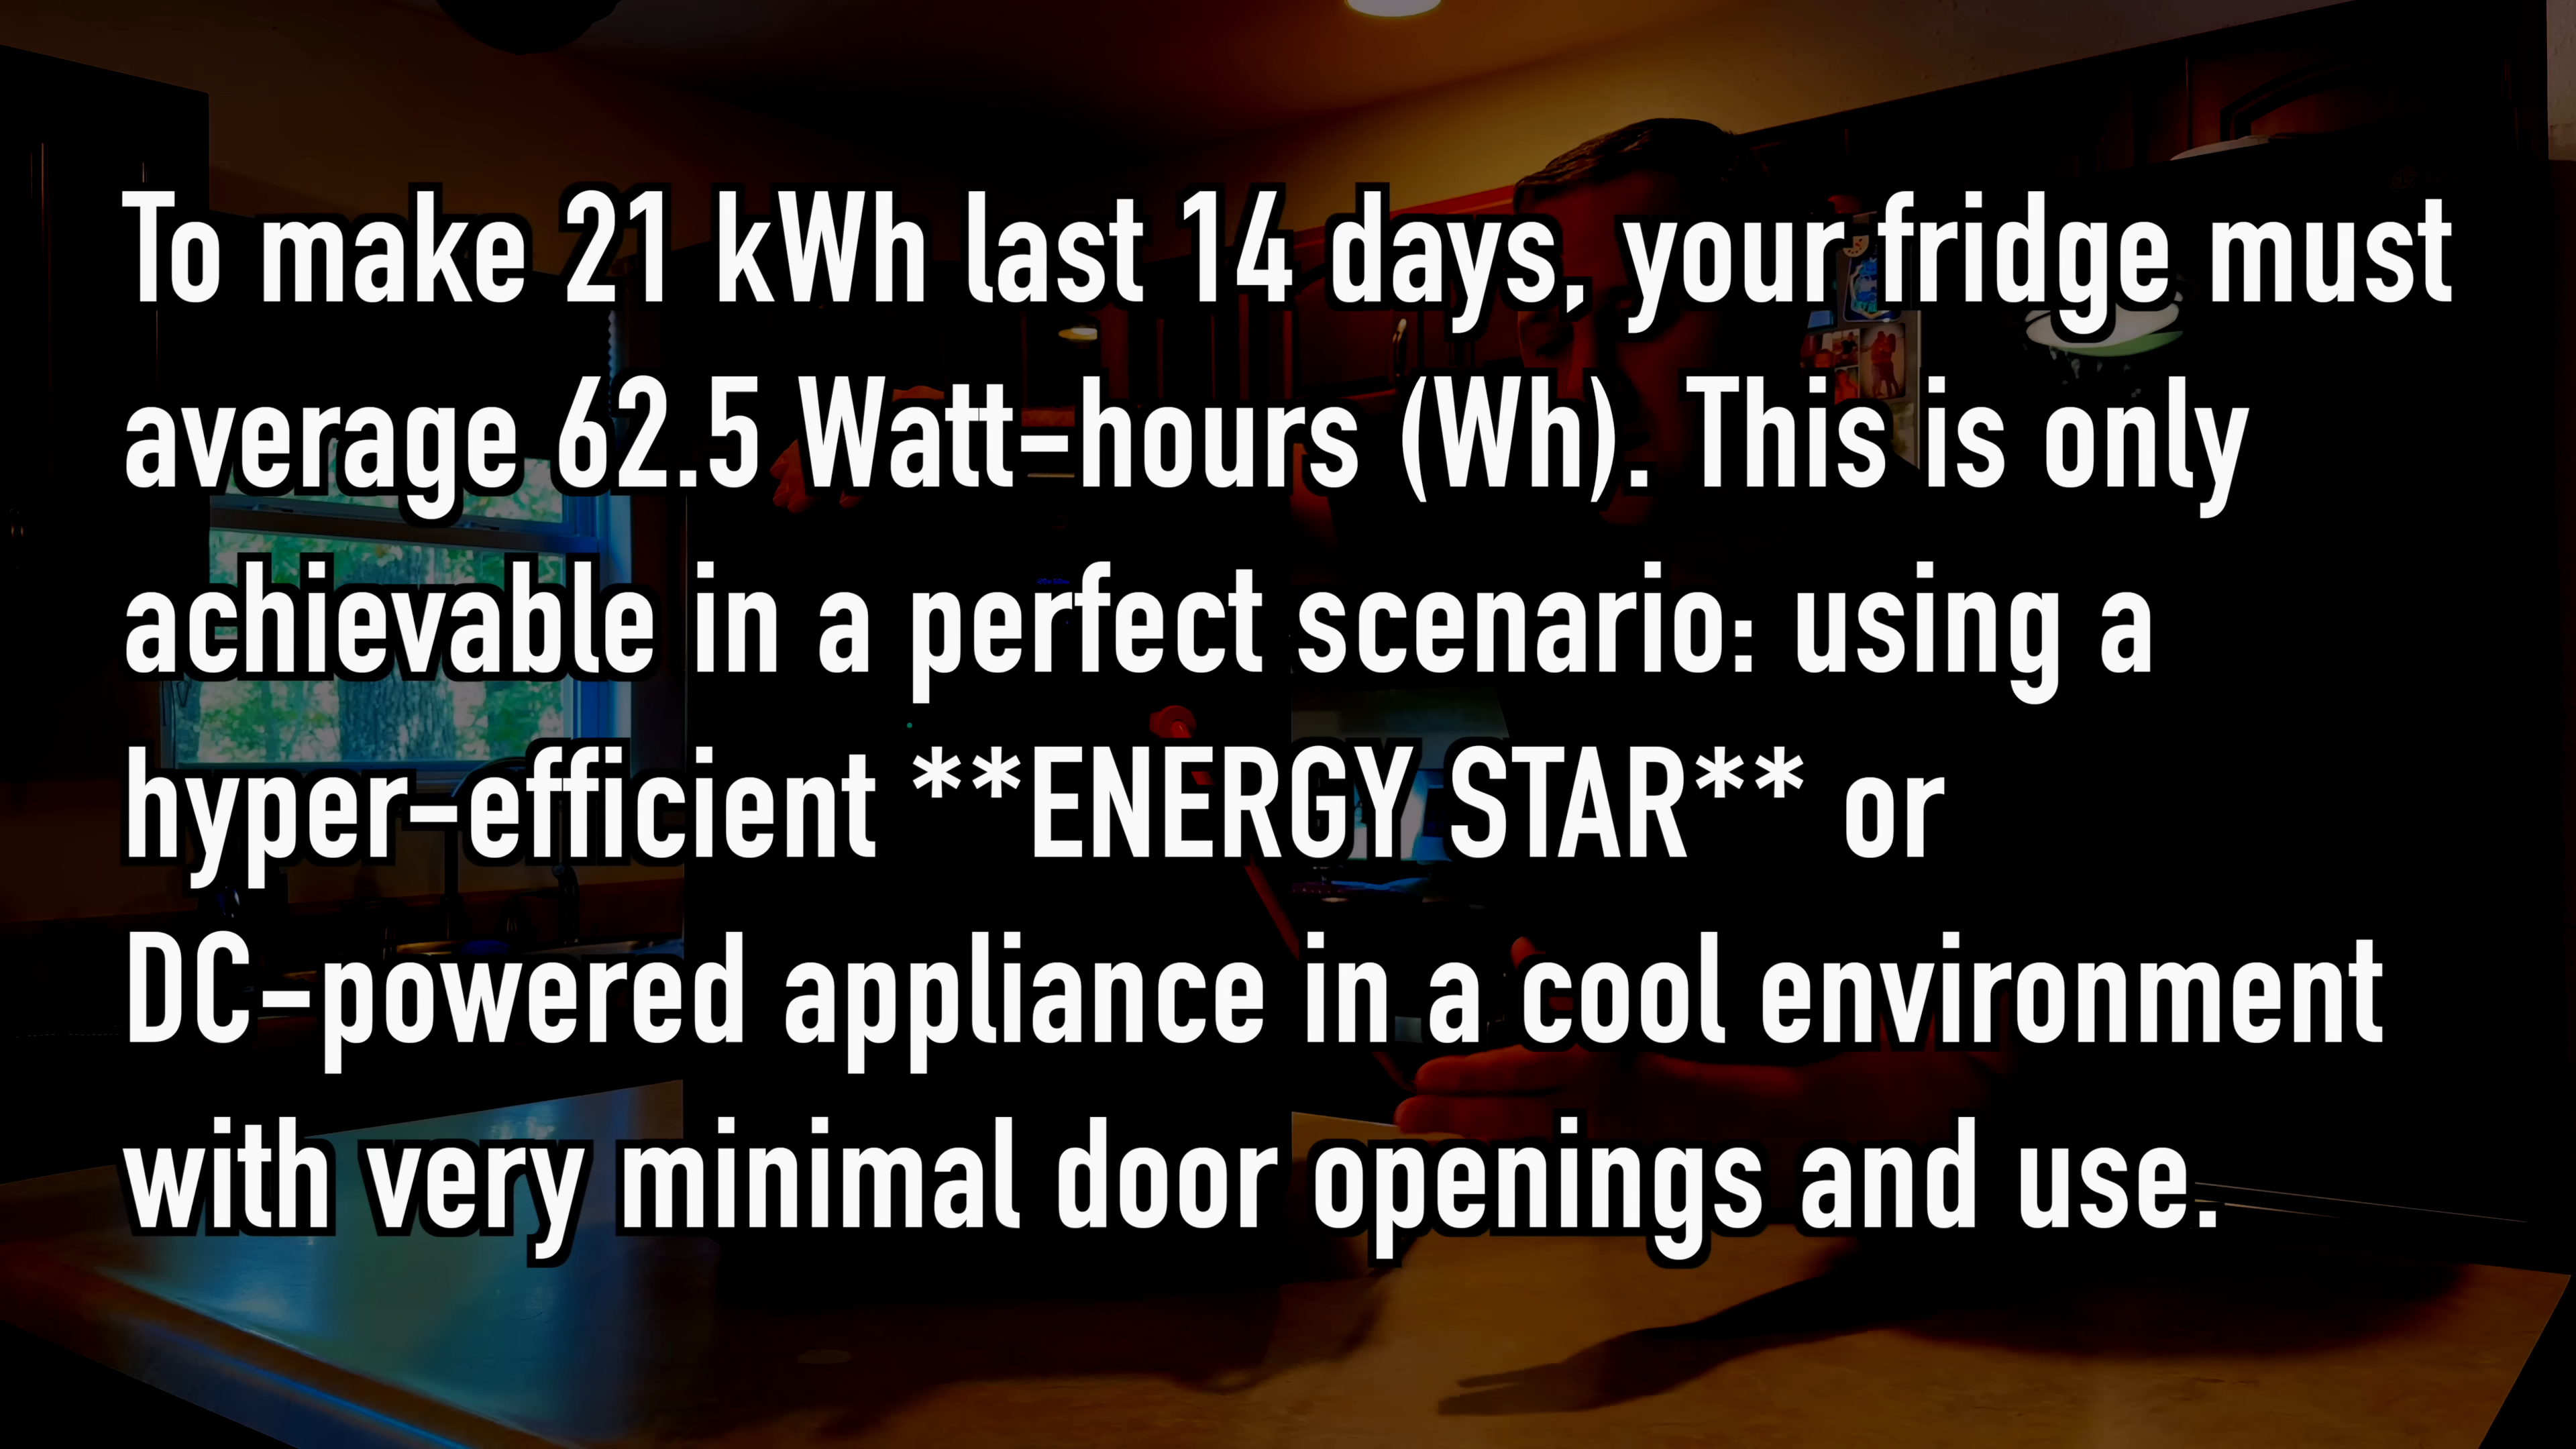 To make 21 kWh last 14 days, your fridge must
average 62.5 Watt-hours (Wh). This is only
achievable in a perfect scenario: using a
hyper-efficient **ENERGY STAR** or
DC-powered appliance in a cool environment
with very minimal door openings and use.